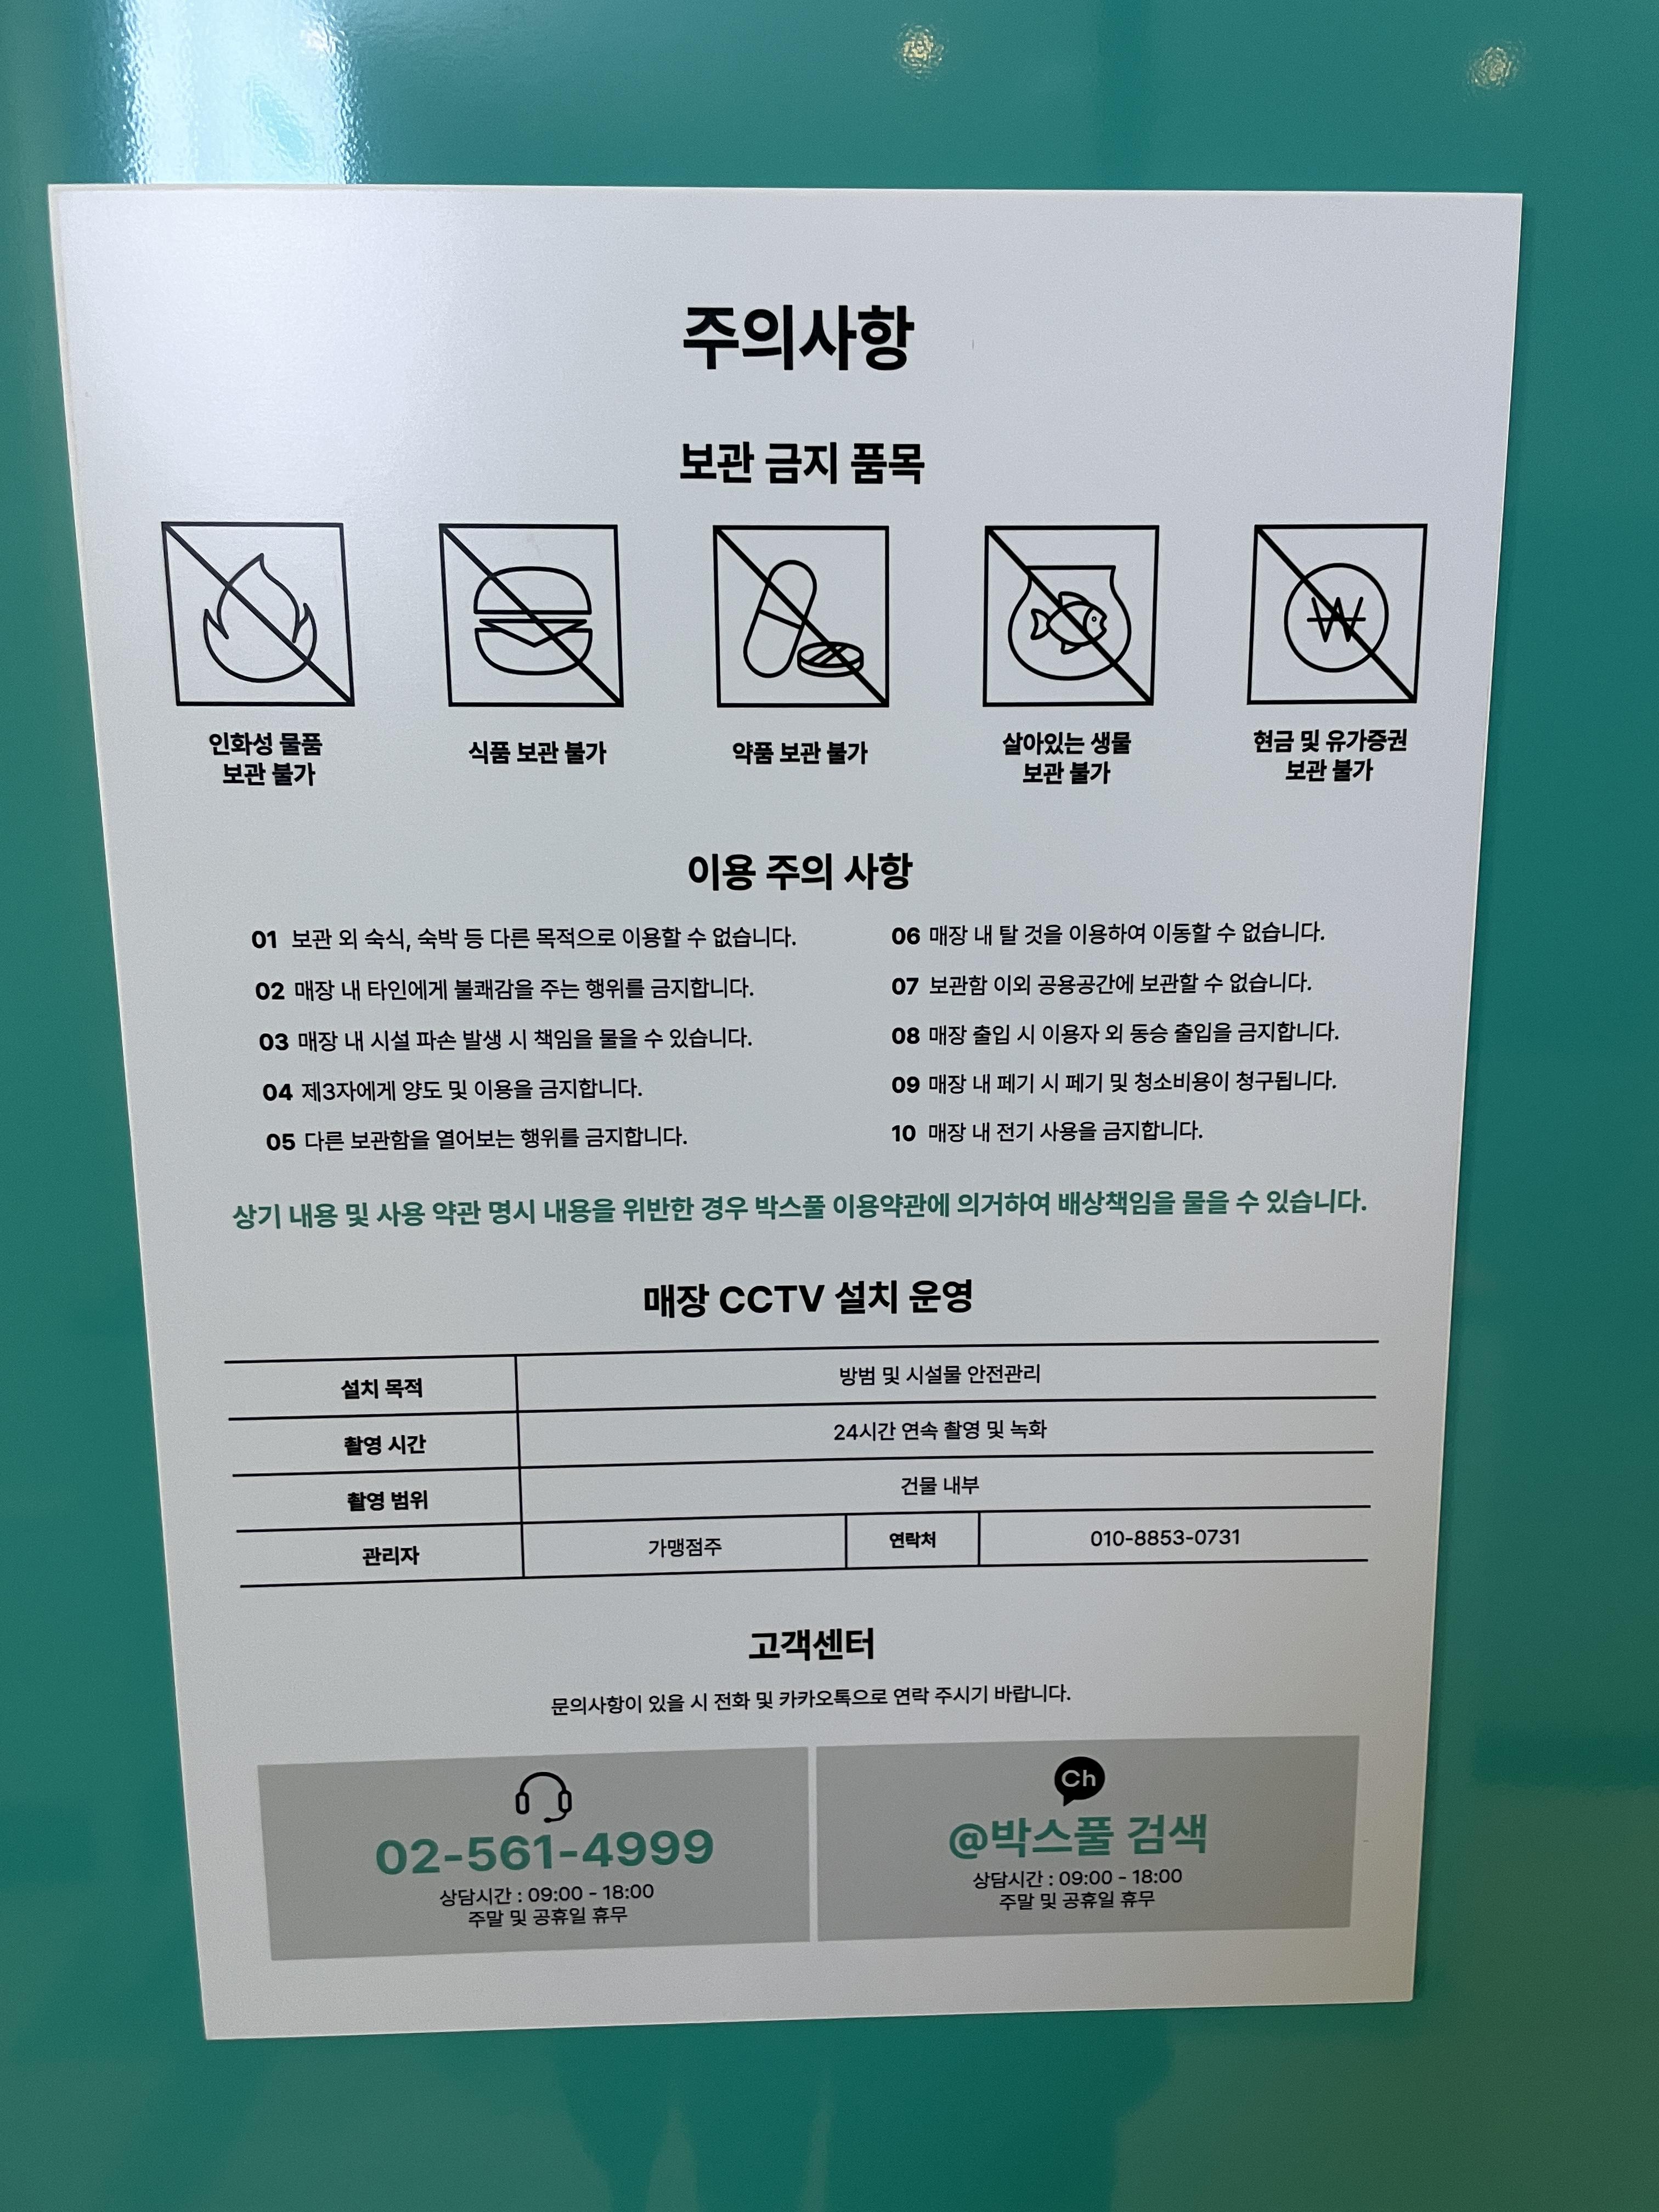 주의사항
보관 금지 품목
인화성 물품
보관 불가
식품 보관 불가
약품 보관 불가
살아있는 생물
보관 불가
₩
현금 및 유가증권
보관 불가
이용 주의 사항
01 보관 외 숙식, 숙박 등 다른 목적으로 이용할 수 없습니다.
02 매장 내 타인에게 불쾌감을 주는 행위를 금지합니다.
03 매장 내 시설 파손 발생 시 책임을 물을 수 있습니다.
04 제3자에게 양도 및 이용을 금지합니다.
05 다른 보관함을 열어보는 행위를 금지합니다.
06 매장 내 탈 것을 이용하여 이동할 수 없습니다.
07 보관함 이외 공용공간에 보관할 수 없습니다.
08 매장 출입 시 이용자 외 동승 출입을 금지합니다.
09 매장 내 폐기 시 폐기 및 청소비용이 청구됩니다.
10 매장 내 전기 사용을 금지합니다.
상기 내용 및 사용 약관 명시 내용을 위반한 경우 박스풀 이용약관에 의거하여 배상책임을 물을 수 있습니다.
매장 CCTV 설치 운영
설치 목적 방범 및 시설물 안전관리
촬영 시간 24시간 연속 촬영 및 녹화
촬영 범위 건물 내부
관리자 가맹점주 연락처 010-8853-0731
고객센터
문의사항이 있을 시 전화 및 카카오톡으로 연락 주시기 바랍니다.
02-561-4999
상담시간 : 09:00 - 18:00
주말 및 공휴일 휴무
Ch
@박스풀 검색
상담시간 : 09:00 - 18:00
주말 및 공휴일 휴무